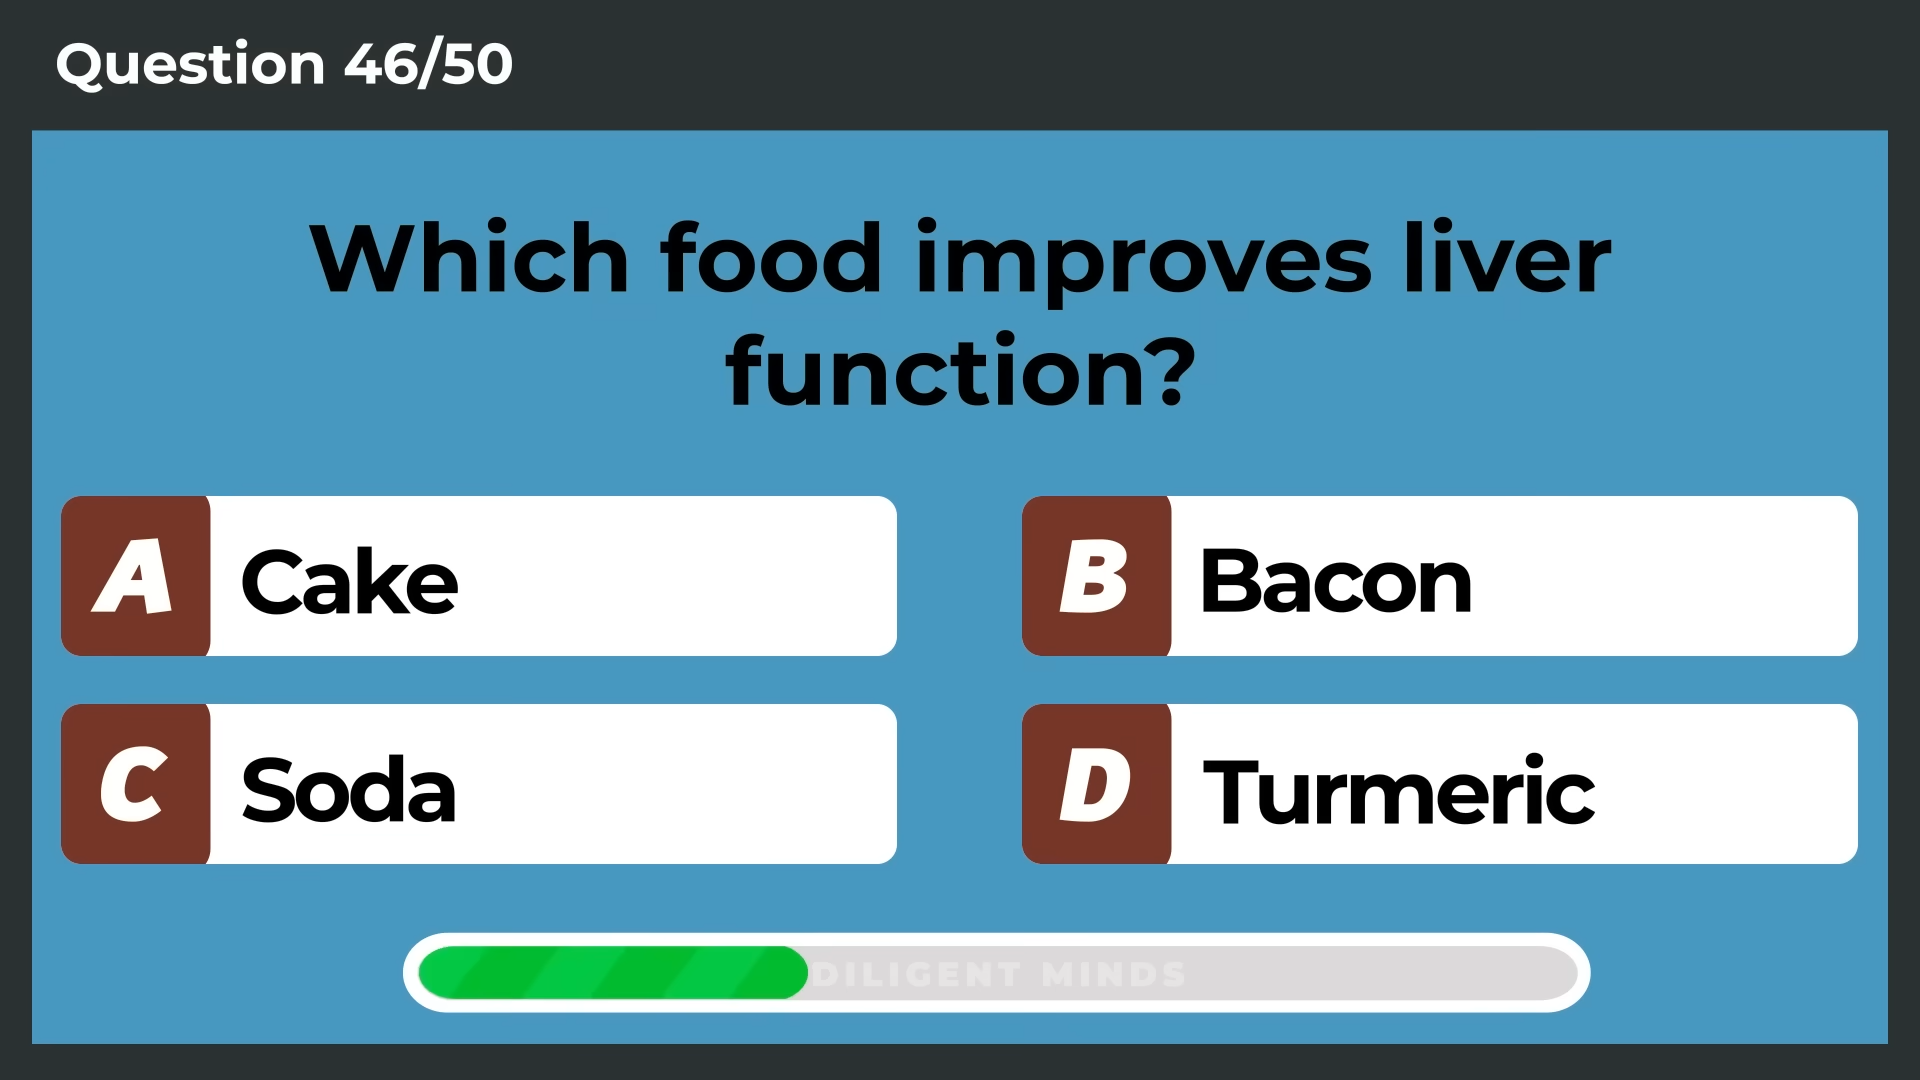 Question 46/50
Which food improves liver
function?
A Cake
B Bacon
C Soda
D Turmeric
DILIGENT MINDS